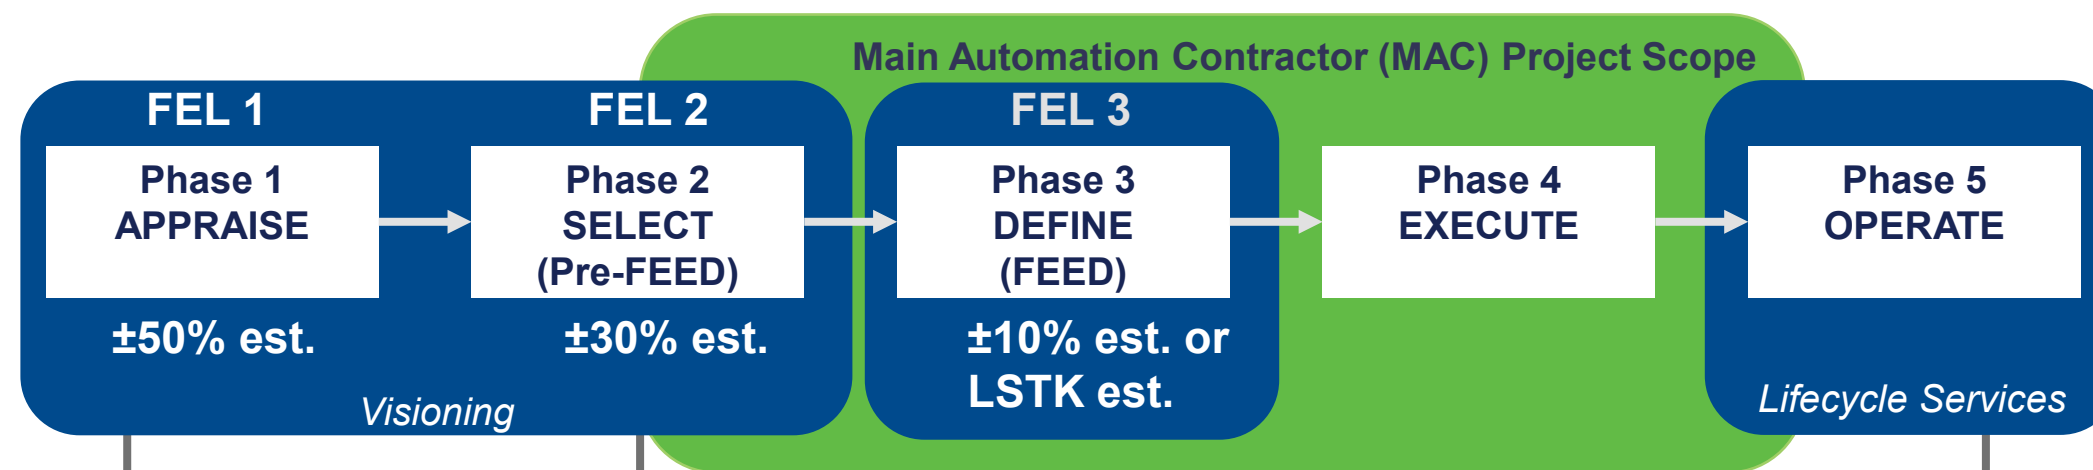 Main Automation Contractor (MAC) Project Scope
FEL 1
FEL 2
FEL 3
Phase 1
APPRAISE
Phase 2
SELECT
(Pre-FEED)
Phase 3
DEFINE
(FEED)
Phase 4
EXECUTE
Phase 5
OPERATE
±50% est.
±30% est.
±10% est. or
LSTK est.
Visioning
Lifecycle Services